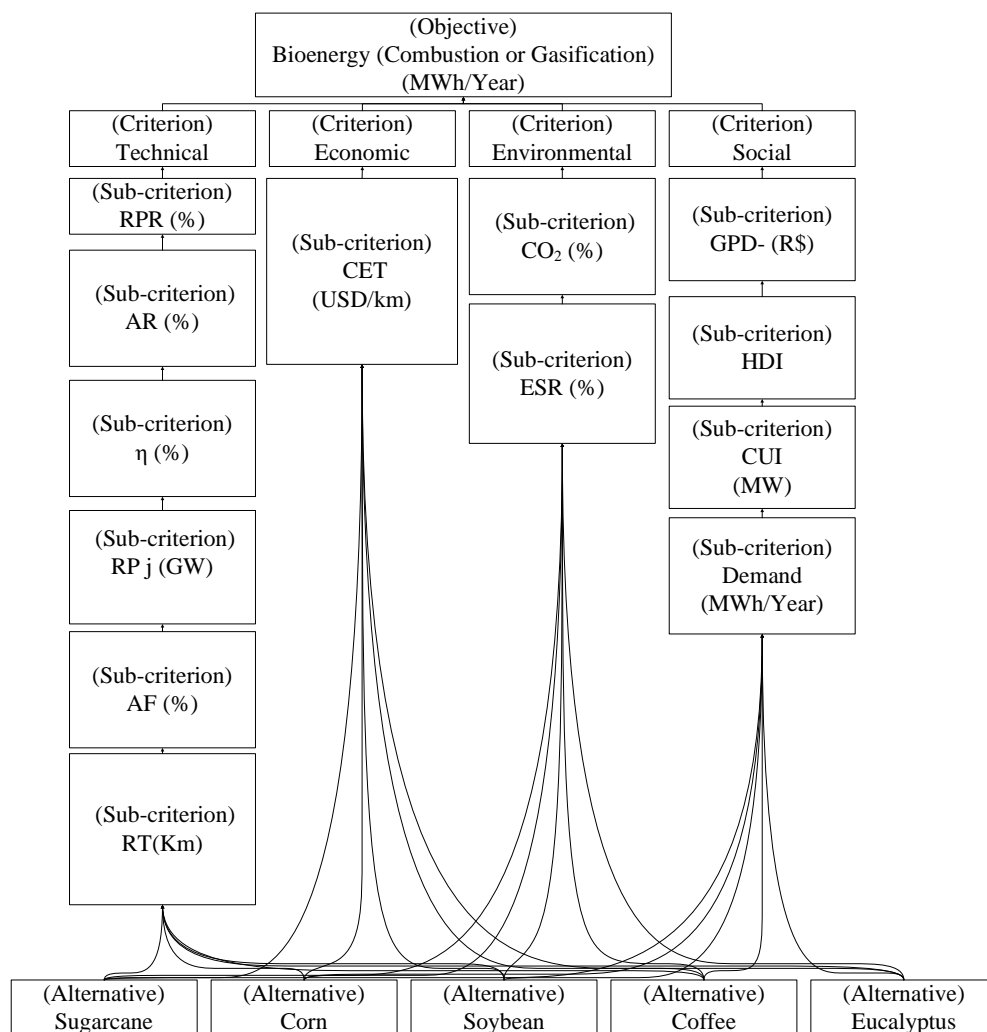 (Objective)
Bioenergy (Combustion or Gasification)
(MWh/Year)
(Criterion)
Technical
(Criterion)
Economic
(Criterion)
Environmental
(Criterion)
Social
(Sub-criterion)
RPR (%)
(Sub-criterion)
AR (%)
(Sub-criterion)
η (%)
(Sub-criterion)
RP j (GW)
(Sub-criterion)
AF (%)
(Sub-criterion)
RT(Km)
(Sub-criterion)
CET
(USD/km)
(Sub-criterion)
CO₂ (%)
(Sub-criterion)
ESR (%)
(Sub-criterion)
GPD- (R$)
(Sub-criterion)
HDI
(Sub-criterion)
CUI
(MW)
(Sub-criterion)
Demand
(MWh/Year)
(Alternative)
Sugarcane
(Alternative)
Corn
(Alternative)
Soybean
(Alternative)
Coffee
(Alternative)
Eucalyptus